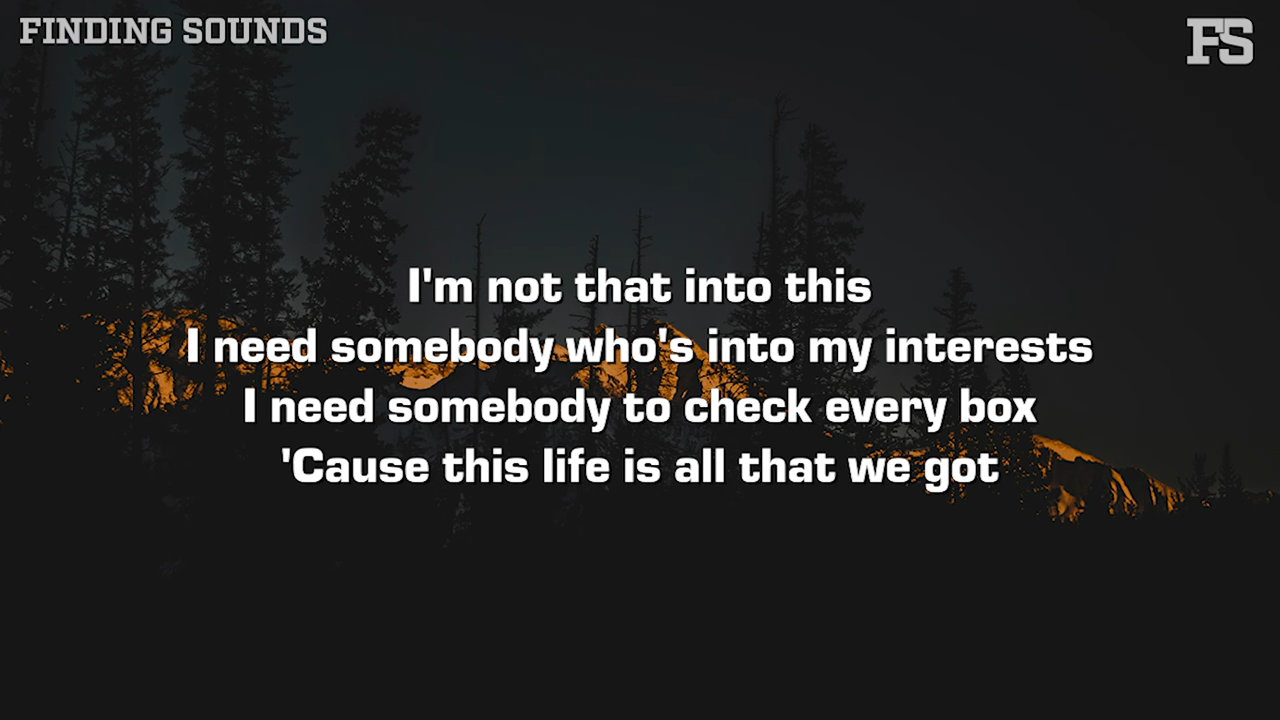 FINDING SOUNDS
FS
I'm not that into this
I need somebody who's into my interests
I need somebody to check every box
'Cause this life is all that we got